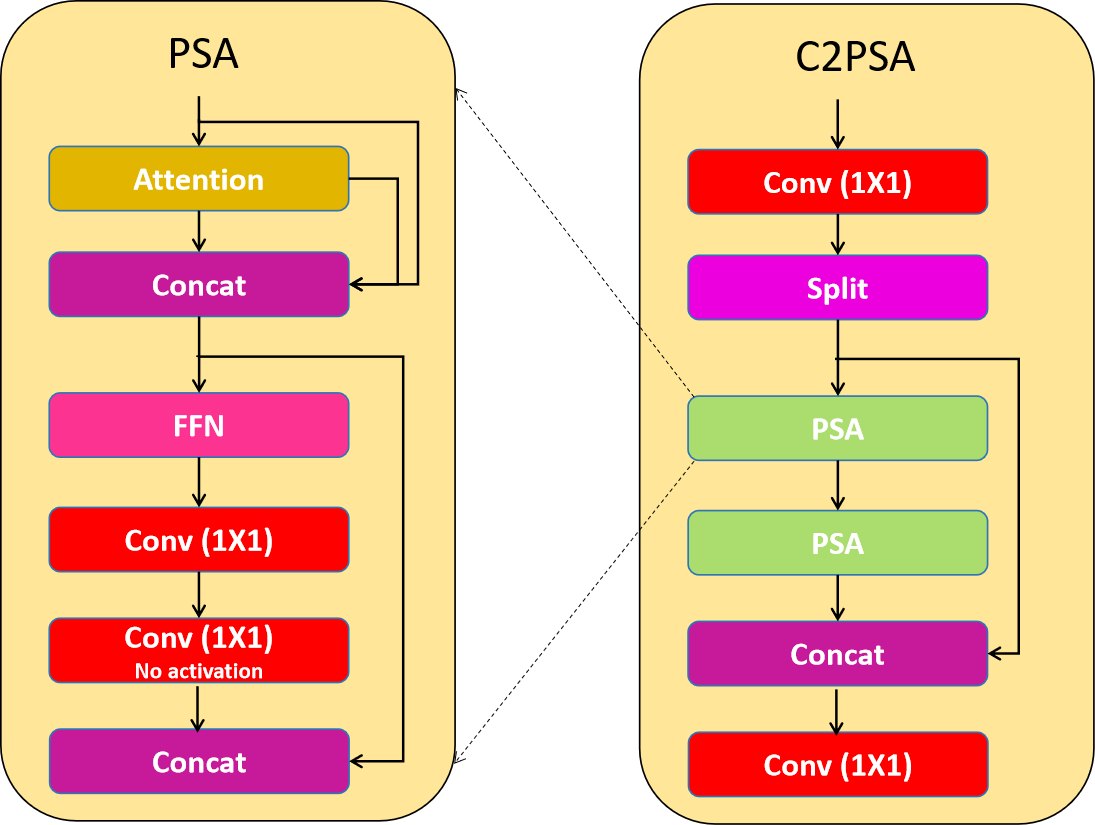 PSA
Attention
Concat
FFN
Conv (1X1)
Conv (1X1)
No activation
Concat
C2PSA
Conv (1X1)
Split
PSA
PSA
Concat
Conv (1X1)